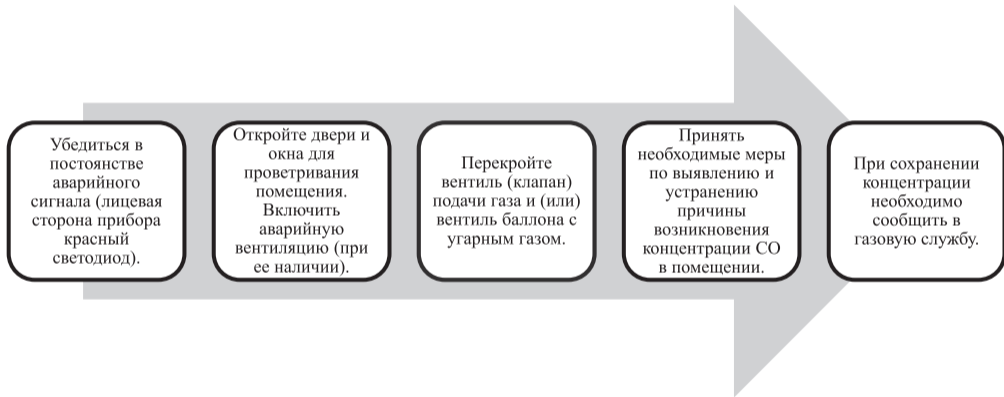 Убедиться в
постоянстве
аварийного
сигнала (лицевая
сторона прибора
красный
светодиод).
Откройте двери и
окна для
проветривания
помещения.
Включить
аварийную
вентиляцию (при
ее наличии).
Перекройте
вентиль (клапан)
подачи газа и (или)
вентиль баллона с
угарным газом.
Принять
необходимые меры
по выявлению и
устранению
причины
возникновения
концентрации СО
в помещении.
При сохранении
концентрации
необходимо
сообщить в
газовую службу.